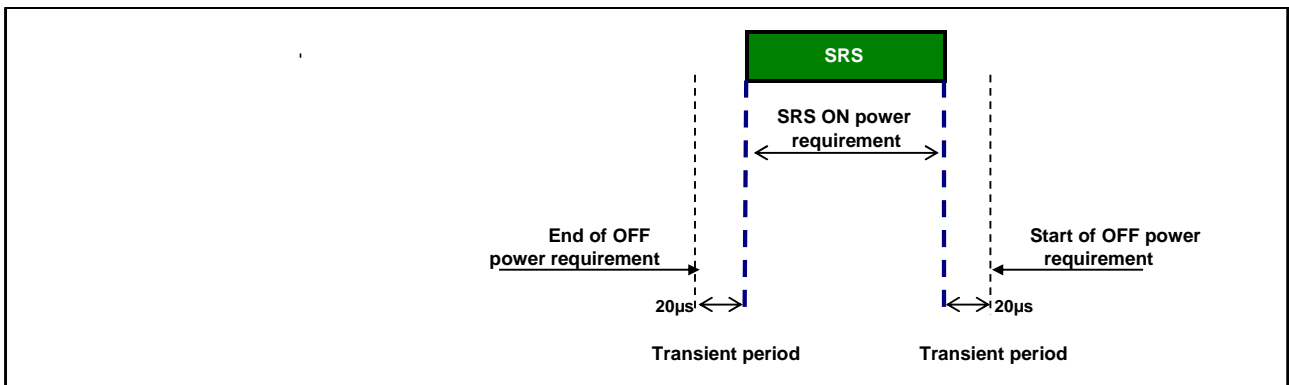 SRS
SRS ON power
requirement
End of OFF
power requirement
Start of OFF power
requirement
20µs
20µs
Transient period
Transient period